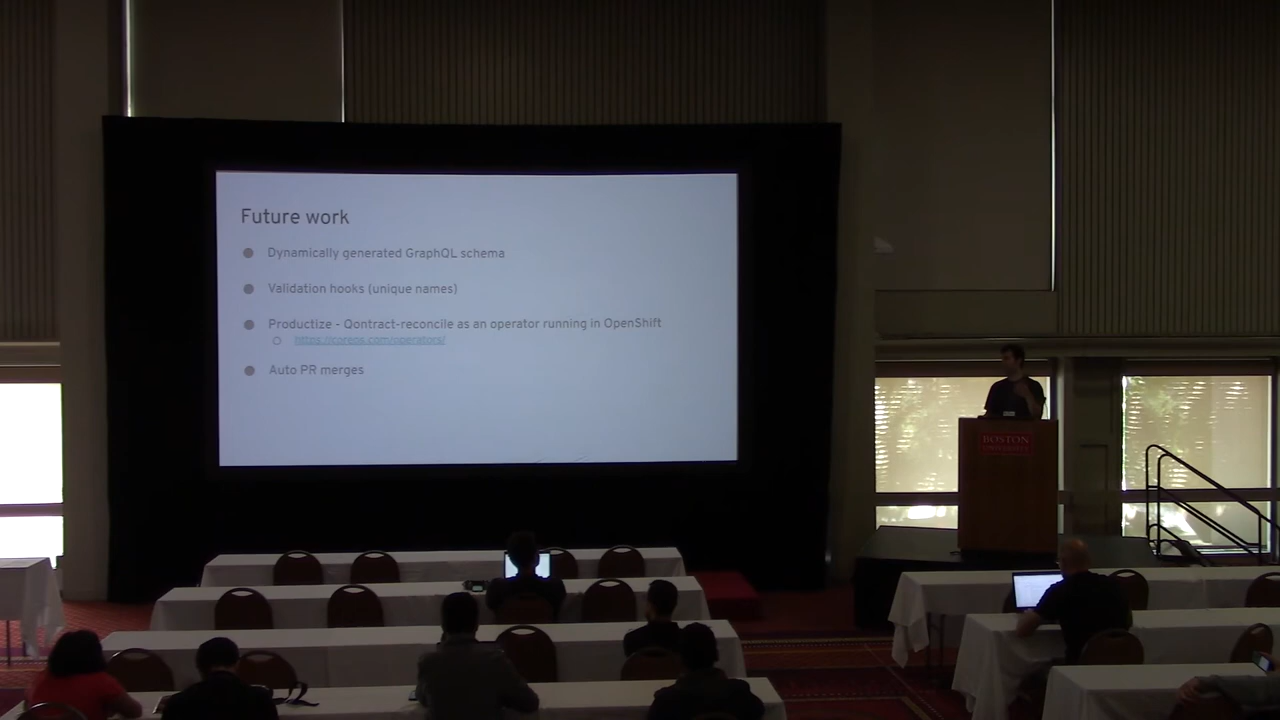 Future work
Dynamically generated GraphQL schema
Validation hooks (unique names)
Productize - Qontract-reconcile as an operator running in OpenShift
https://coreos.com/operators/
Auto PR merges
BOSTON
UNIVERSITY